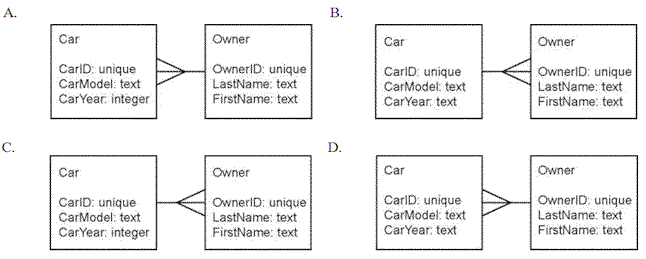 A.
Car
CarID: unique
CarModel: text
CarYear: integer
Owner
OwnerID: unique
LastName: text
FirstName: text
B.
Car
CarID: unique
CarModel: text
CarYear: text
Owner
OwnerID: unique
LastName: text
FirstName: text
C.
Car
CarID: unique
CarModel: text
CarYear: integer
Owner
OwnerID: unique
LastName: text
FirstName: text
D.
Car
CarID: unique
CarModel: text
CarYear: text
Owner
OwnerID: unique
LastName: text
FirstName: text